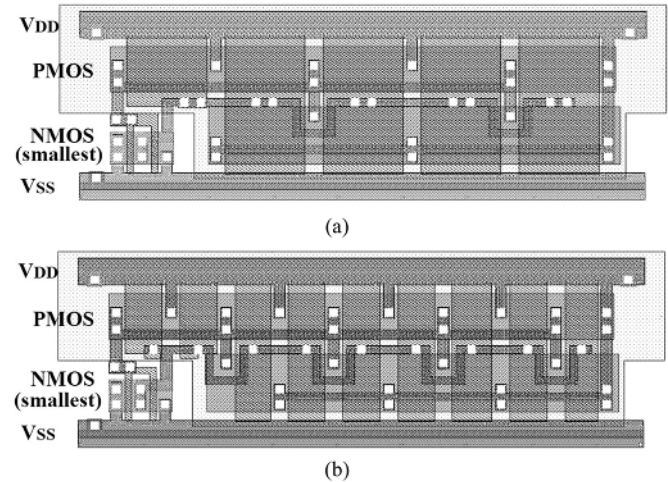 VDD
PMOS
NMOS
(smallest)
VSS
(a)
VDD
PMOS
NMOS
(smallest)
VSS
(b)